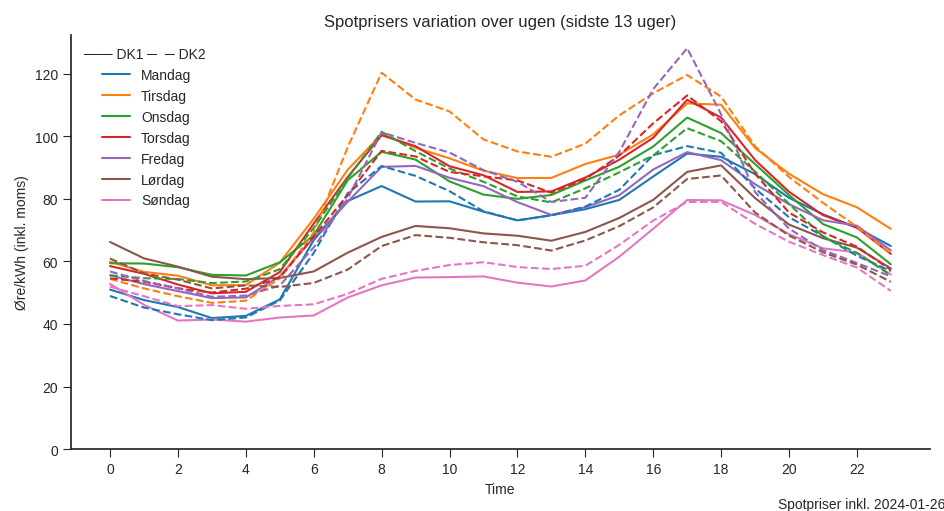 Spotprisers variation over ugen (sidste 13 uger)
DK1 DK2
Mandag
Tirsdag
Onsdag
Torsdag
Fredag
Lørdag
Søndag
Øre/kWh (inkl. moms)
120
100
80
60
40
20
0
0 2 4 6 8 10 12 14 16 18 20 22
Time
Spotpriser inkl. 2024-01-26